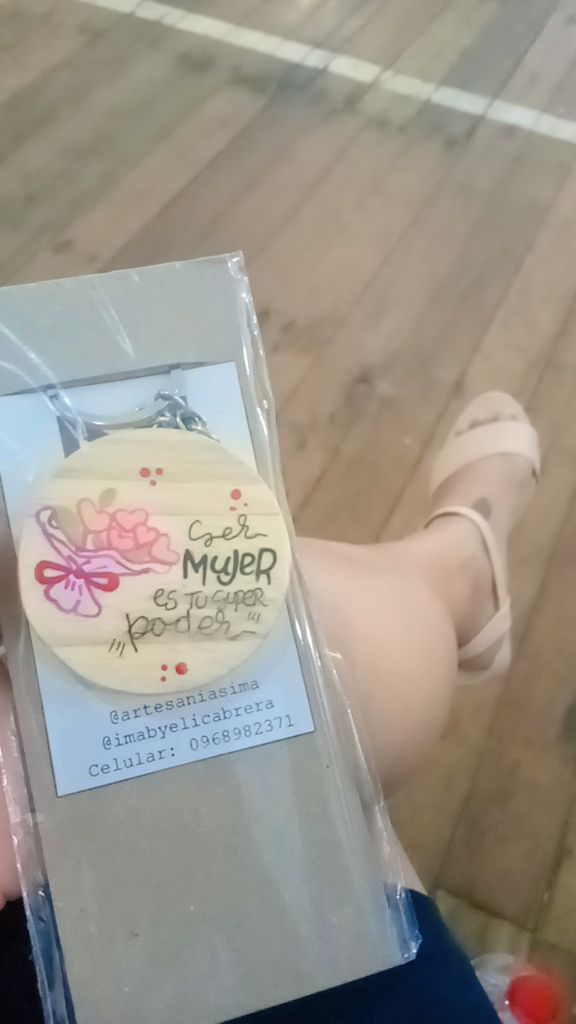 Ser
MUJER
es Tu super
"poder"
@artesaniasima
@imabyelicabrera
Celular: 0968982371